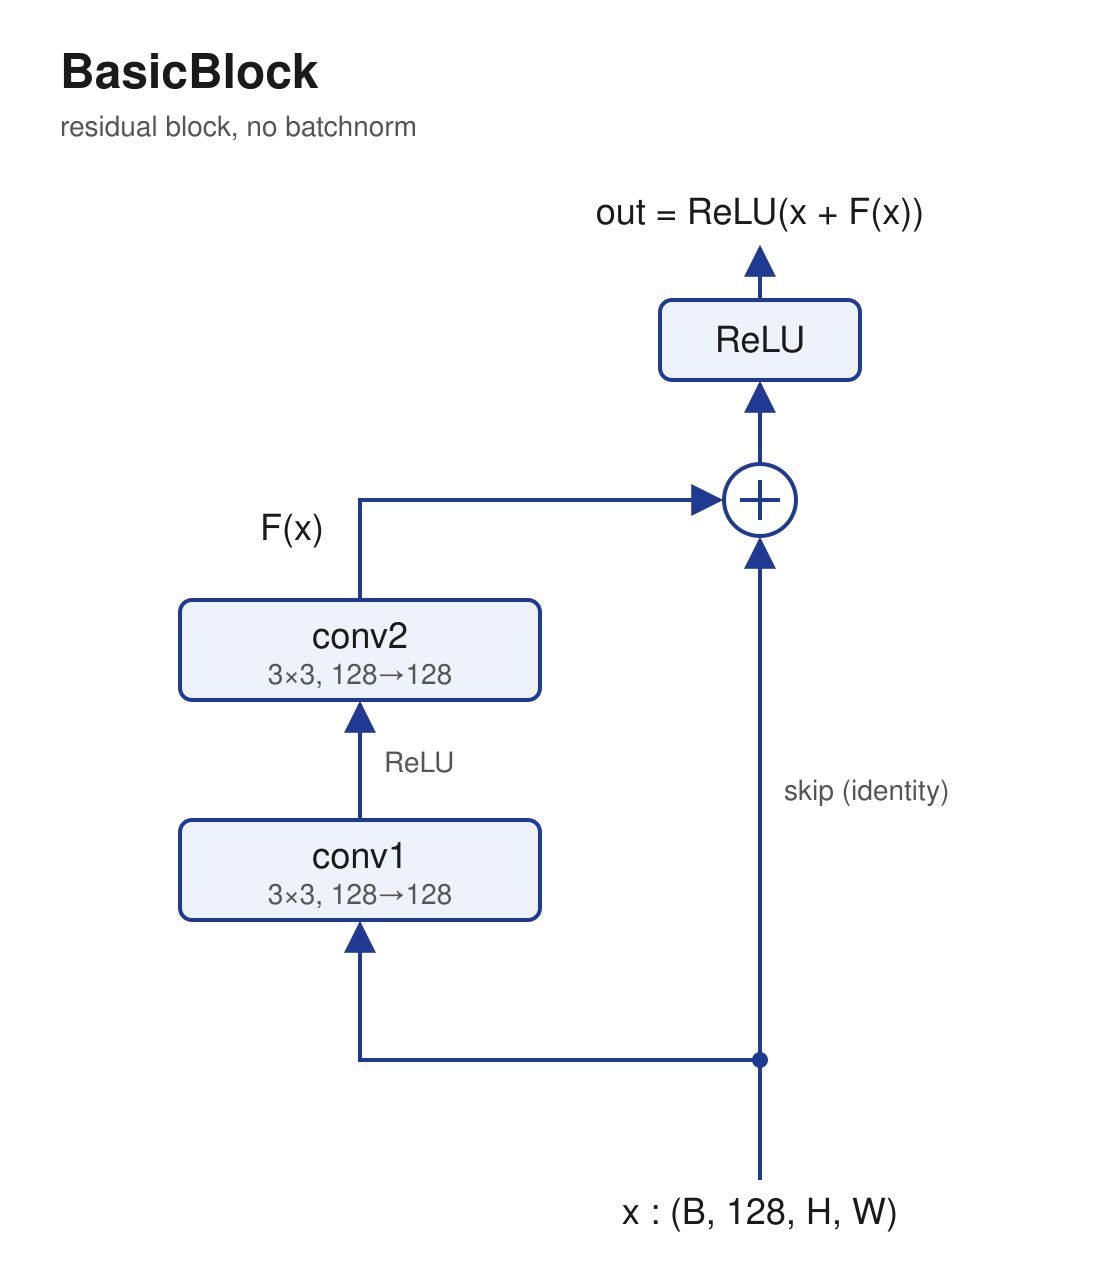 BasicBlock
residual block, no batchnorm
out = ReLU(x + F(x))
ReLU
F(x)
conv2
3×3, 128→128
ReLU
skip (identity)
conv1
3×3, 128→128
x : (B, 128, H, W)